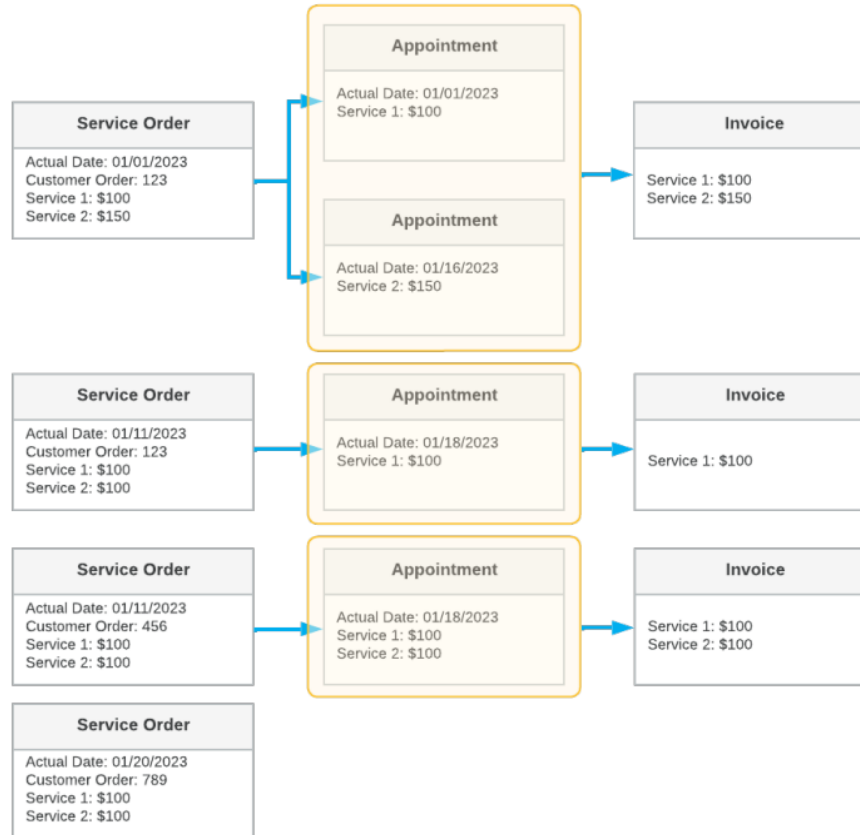 Appointment
Actual Date: 01/01/2023
Service 1: $100
Service Order
Actual Date: 01/01/2023
Customer Order: 123
Service 1: $100
Service 2: $150
Invoice
Service 1: $100
Service 2: $150
Appointment
Actual Date: 01/16/2023
Service 2: $150
Service Order
Actual Date: 01/11/2023
Customer Order: 123
Service 1: $100
Service 2: $100
Appointment
Actual Date: 01/18/2023
Service 1: $100
Invoice
Service 1: $100
Service Order
Actual Date: 01/11/2023
Customer Order: 456
Service 1: $100
Service 2: $100
Appointment
Actual Date: 01/18/2023
Service 1: $100
Service 2: $100
Invoice
Service 1: $100
Service 2: $100
Service Order
Actual Date: 01/20/2023
Customer Order: 789
Service 1: $100
Service 2: $100